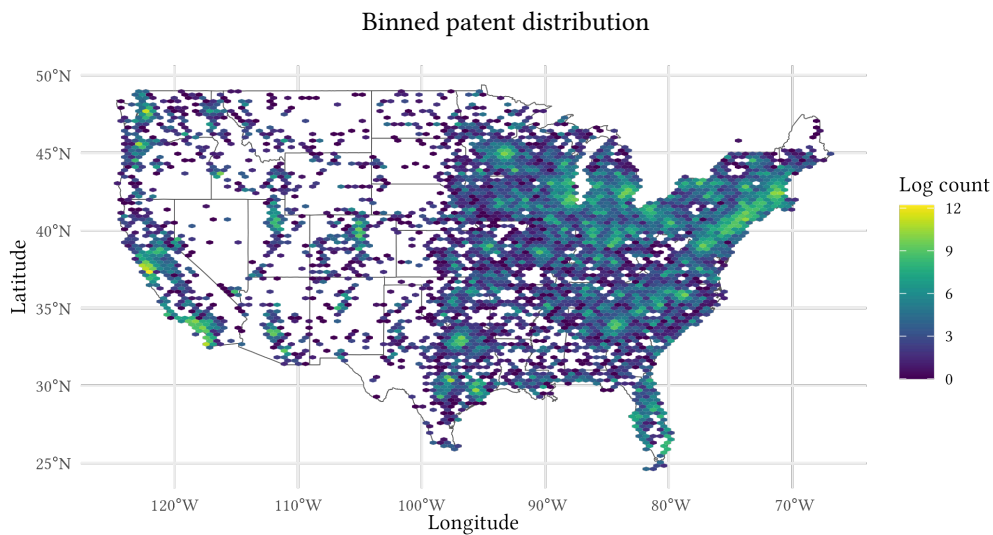 Binned patent distribution
50°N
45°N
40°N
35°N
30°N
25°N
Latitude
120°W
110°W
100°W
90°W
80°W
70°W
Longitude
Log count
12
9
6
3
0